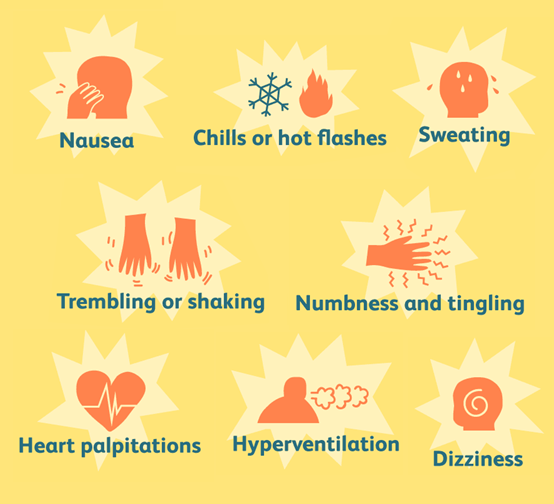 Nausea
Chills or hot flashes
Sweating
Trembling or shaking
Numbness and tingling
Heart palpitations
Hyperventilation
Dizziness